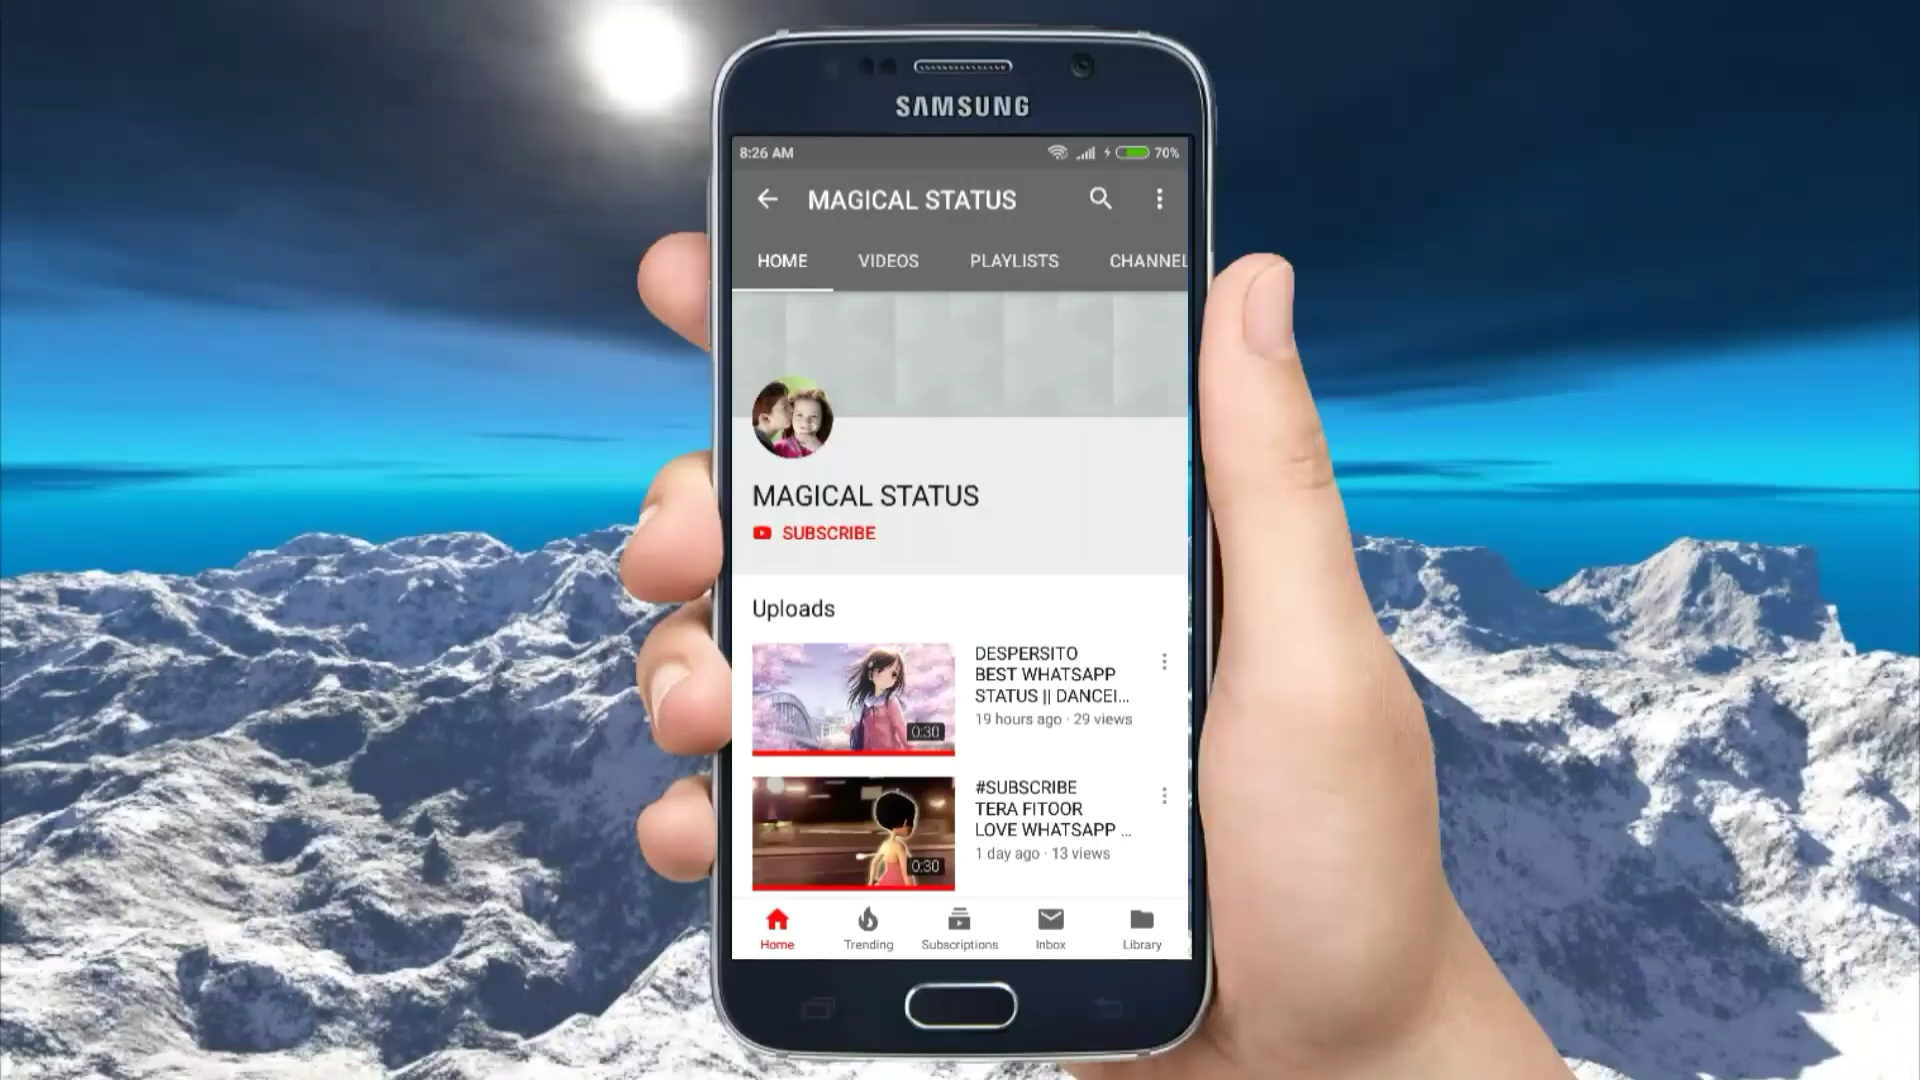 SAMSUNG
8:26 AM 70%
MAGICAL STATUS
HOME VIDEOS PLAYLISTS CHANNEL
MAGICAL STATUS
SUBSCRIBE
Uploads
DESPERSITO
BEST WHATSAPP
STATUS || DANCEI...
19 hours ago · 29 views
0:30
#SUBSCRIBE
TERA FITOOR
LOVE WHATSAPP ...
1 day ago · 13 views
0:30
Home Trending Subscriptions Inbox Library